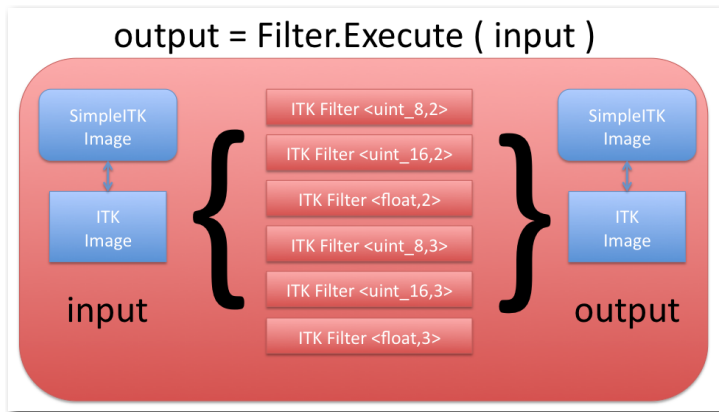 output = Filter.Execute ( input )
SimpleITK
Image
ITK
Image
input
{
ITK Filter <uint_8,2>
ITK Filter <uint_16,2>
ITK Filter <float,2>
ITK Filter <uint_8,3>
ITK Filter <uint_16,3>
ITK Filter <float,3>
}
SimpleITK
Image
ITK
Image
output